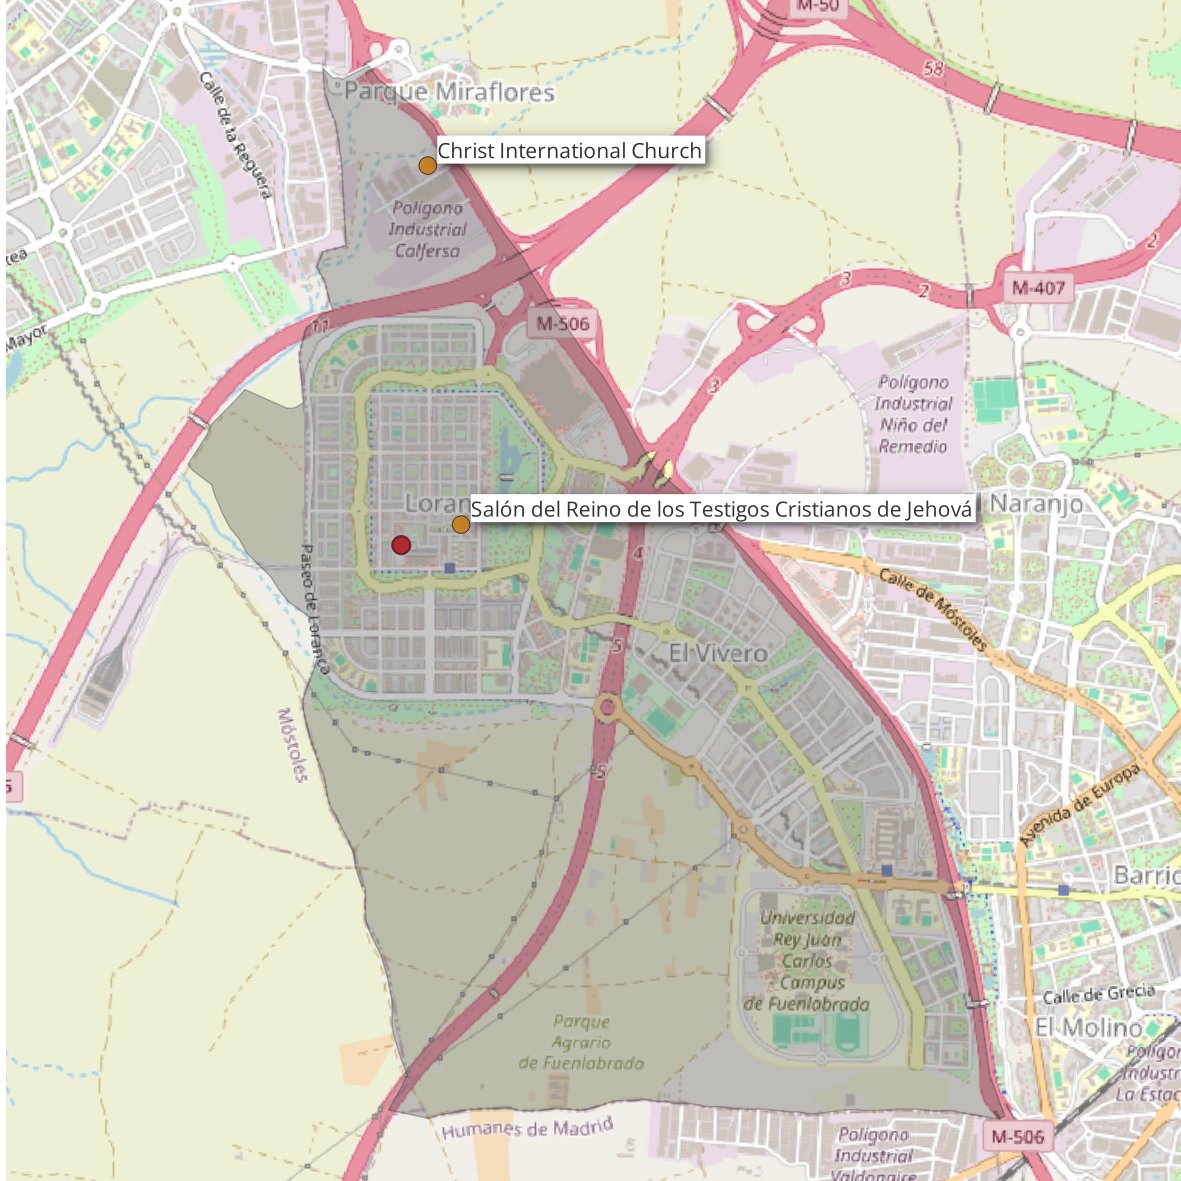 M-50
58
Parque Miraflores
Calle de la Reguera
Christ International Church
Polígono
Industrial
Calfersa
2
3
2
M-407
M-506
Mayor
3
Polígono
Industrial
Niño del
Remedio
Salón del Reino de los Testigos Cristianos de Jehová
Naranjo
4
Paseo de Loranca
Calle de Móstoles
5
El Vivero
Móstoles
5
Avenida de Europa
Universidad
Rey Juan
Carlos
Campus
de Fuenlabrada
Calle de Grecia
El Molino
Parque
Agrario
de Fuenlabrada
Humanes de Madrid
M-506
Polígono
Industrial